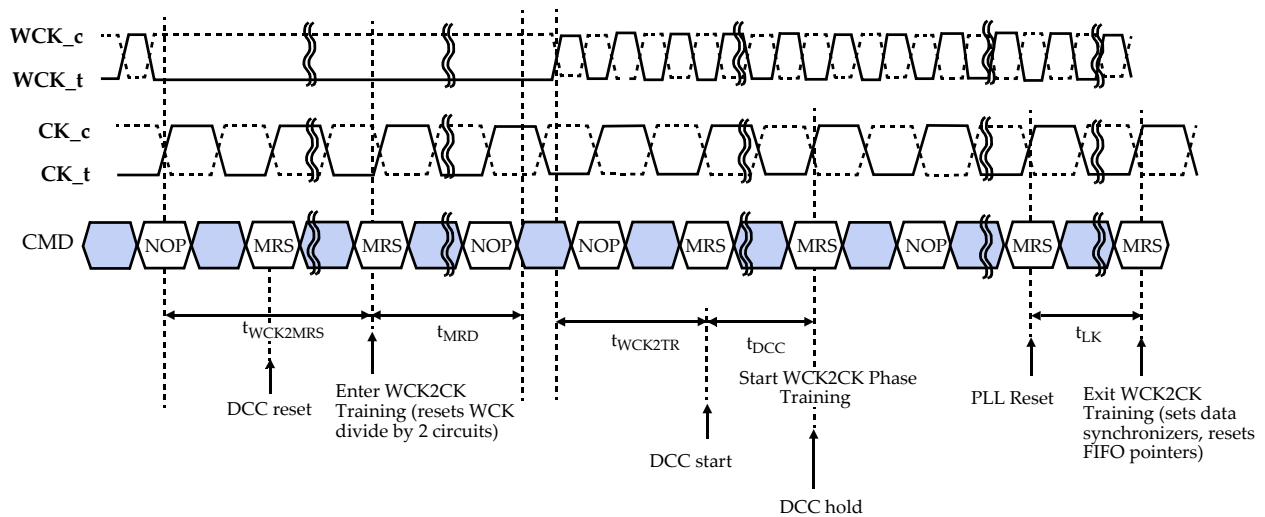 WCK_c
WCK_t
CK_c
CK_t
CMD NOP MRS MRS NOP NOP MRS MRS NOP MRS MRS
tWCK2MRS
tMRD
tWCK2TR
tDCC
tLK
DCC reset
Enter WCK2CK
Training (resets WCK
divide by 2 circuits)
Start WCK2CK Phase
Training
PLL Reset
Exit WCK2CK
Training (sets data
synchronizers, resets
FIFO pointers)
DCC start
DCC hold